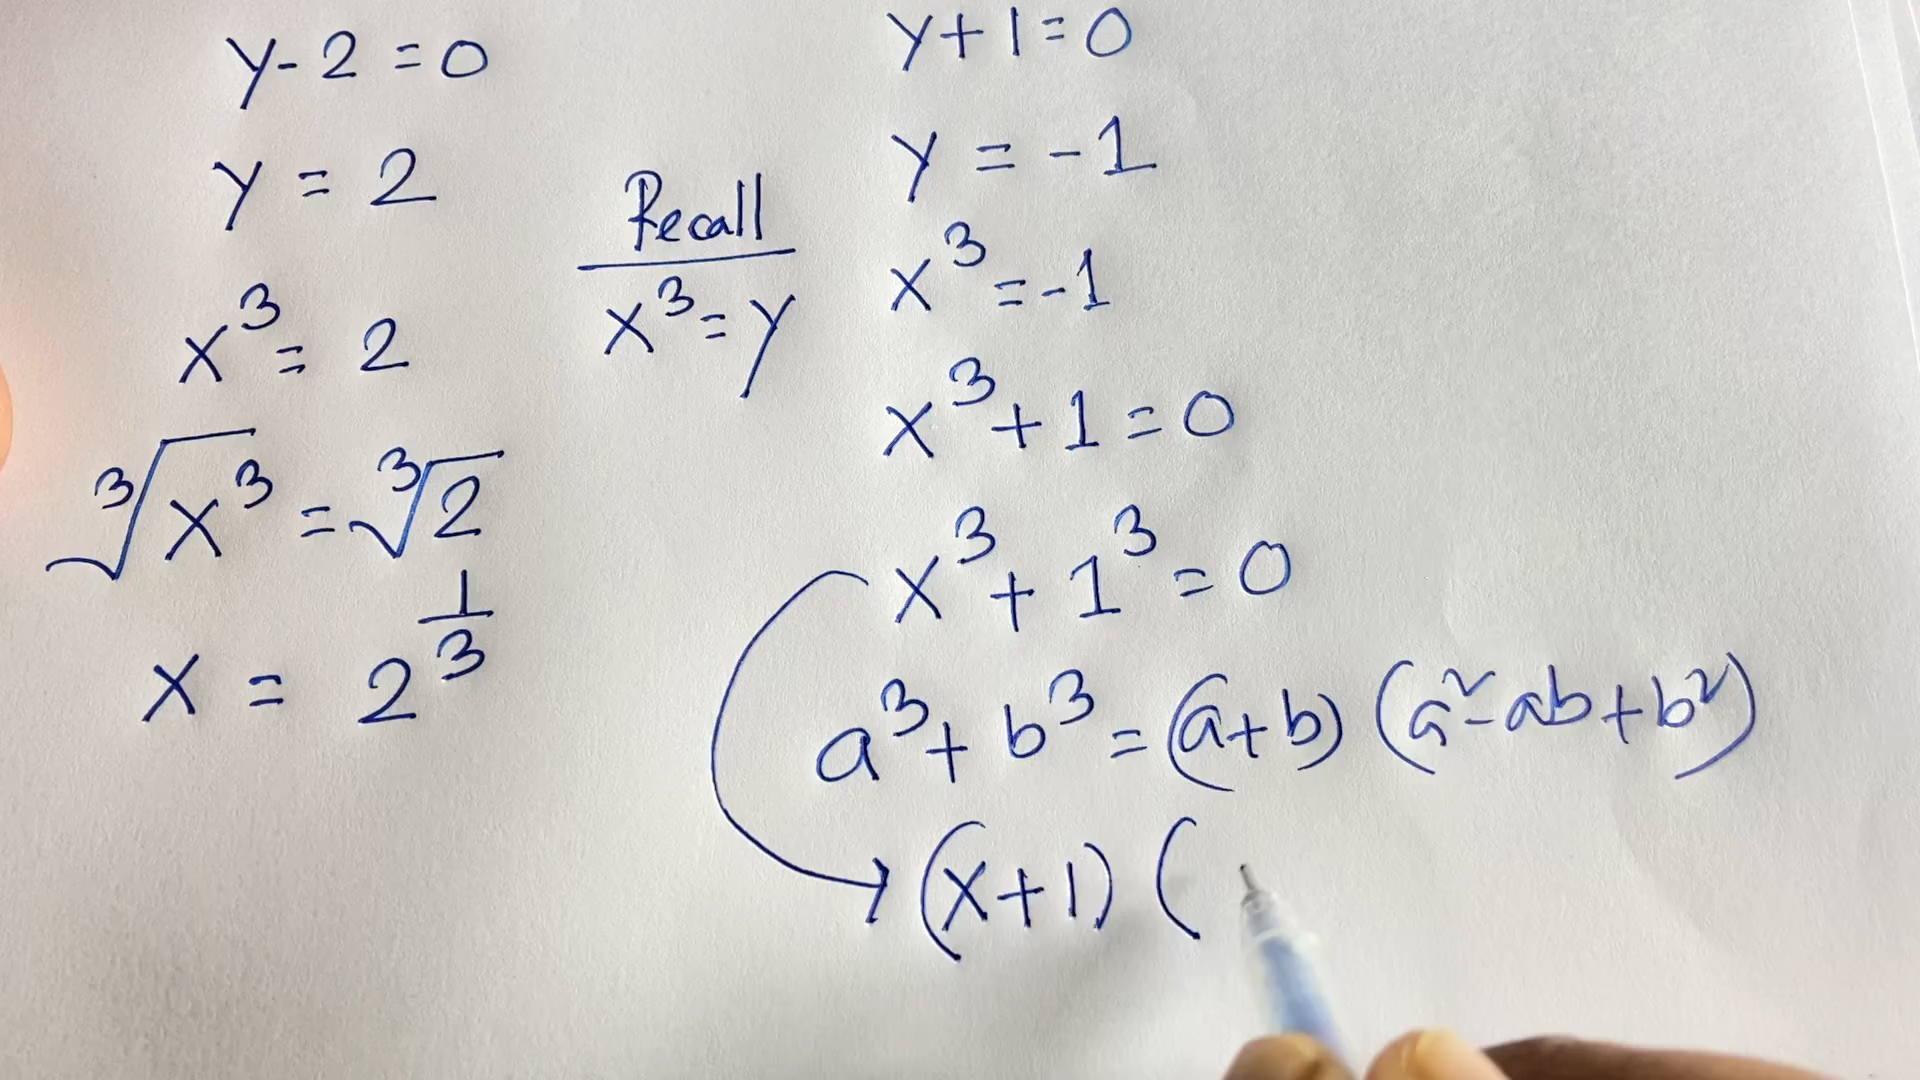 y-2=0
y=2
x³=2
∛x³=∛2
x=2^(1/3)
Recall
x³=y
y+1=0
y=-1
x³=-1
x³+1=0
x³+1³=0
a³+b³=(a+b)(a²-ab+b²)
(x+1)(